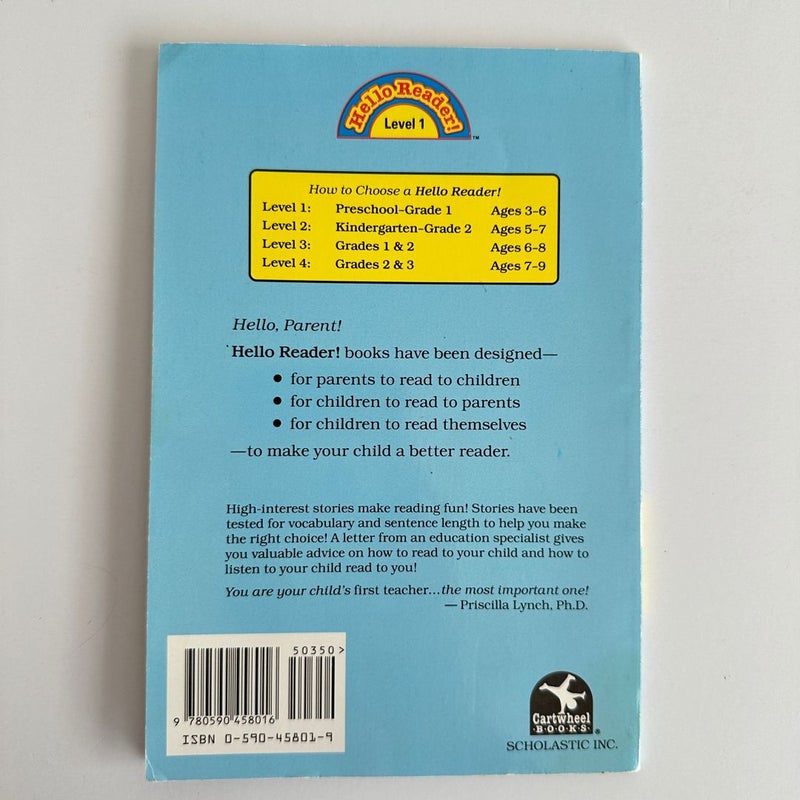 Hello Reader!
Level 1
™
How to Choose a Hello Reader!
Level 1: Preschool–Grade 1 Ages 3–6
Level 2: Kindergarten–Grade 2 Ages 5–7
Level 3: Grades 1 & 2 Ages 6–8
Level 4: Grades 2 & 3 Ages 7–9
Hello, Parent!
Hello Reader! books have been designed—
● for parents to read to children
● for children to read to parents
● for children to read themselves
—to make your child a better reader.
High-interest stories make reading fun! Stories have been
tested for vocabulary and sentence length to help you make
the right choice! A letter from an education specialist gives
you valuable advice on how to read to your child and how to
listen to your child read to you!
You are your child's first teacher...the most important one!
— Priscilla Lynch, Ph.D.
50350>
9 780590 458016
ISBN 0-590-45801-9
Cartwheel
·BOOKS·®
SCHOLASTIC INC.